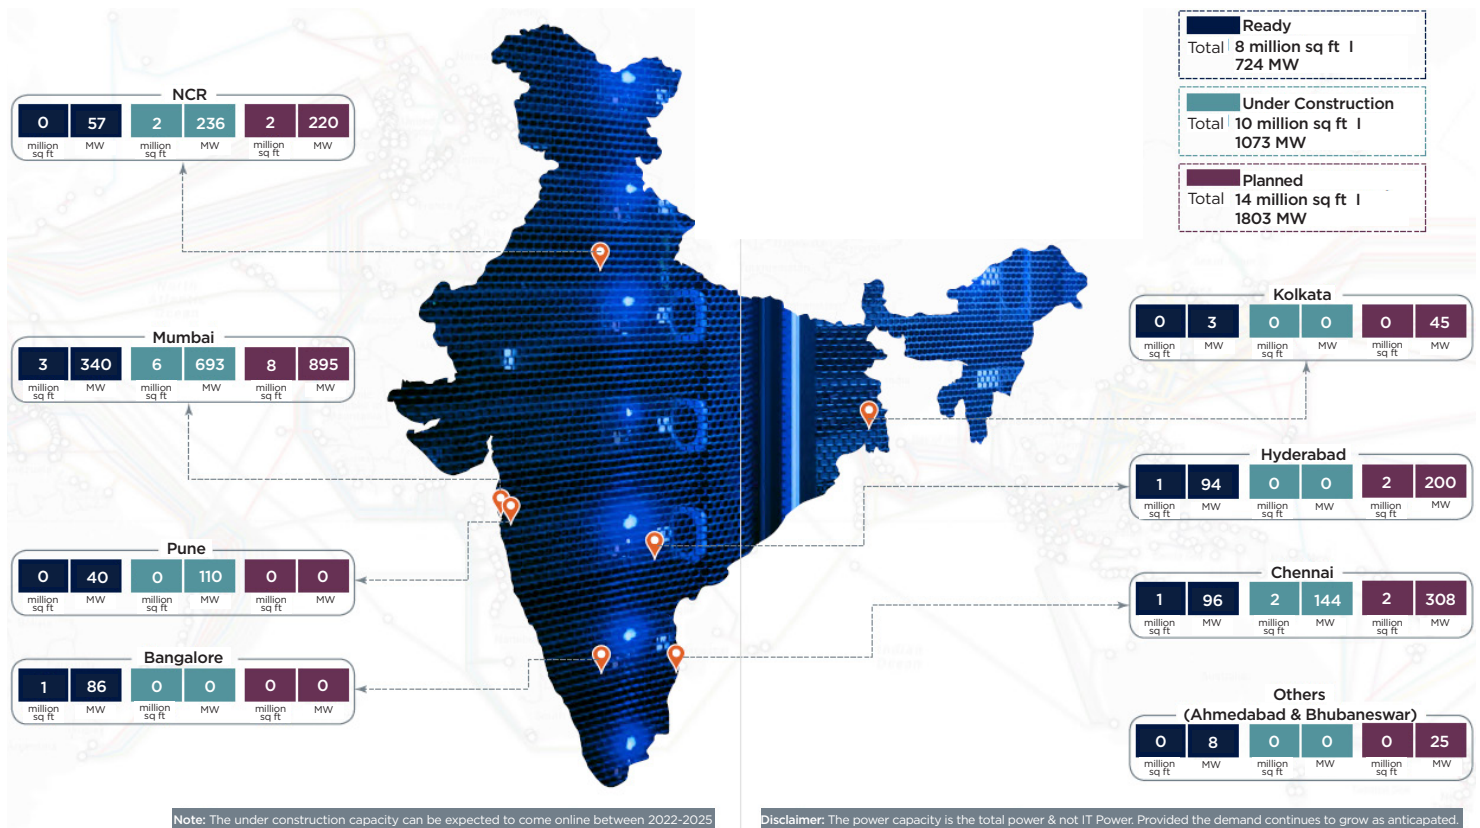 Ready
Total 8 million sq ft I
724 MW
Under Construction
Total 10 million sq ft I
1073 MW
Planned
Total 14 million sq ft I
1803 MW
NCR
0 57 2 236 2 220
million sq ft MW million sq ft MW million sq ft MW
Mumbai
3 340 6 693 8 895
million sq ft MW million sq ft MW million sq ft MW
Pune
0 40 0 110 0 0
million sq ft MW million sq ft MW million sq ft MW
Bangalore
1 86 0 0 0 0
million sq ft MW million sq ft MW million sq ft MW
Kolkata
0 3 0 0 0 45
million sq ft MW million sq ft MW million sq ft MW
Hyderabad
1 94 0 0 2 200
million sq ft MW million sq ft MW million sq ft MW
Chennai
1 96 2 144 2 308
million sq ft MW million sq ft MW million sq ft MW
Others
(Ahmedabad & Bhubaneswar)
0 8 0 0 0 25
million sq ft MW million sq ft MW million sq ft MW
Note: The under construction capacity can be expected to come online between 2022-2025
Disclaimer: The power capacity is the total power & not IT Power. Provided the demand continues to grow as anticapated.